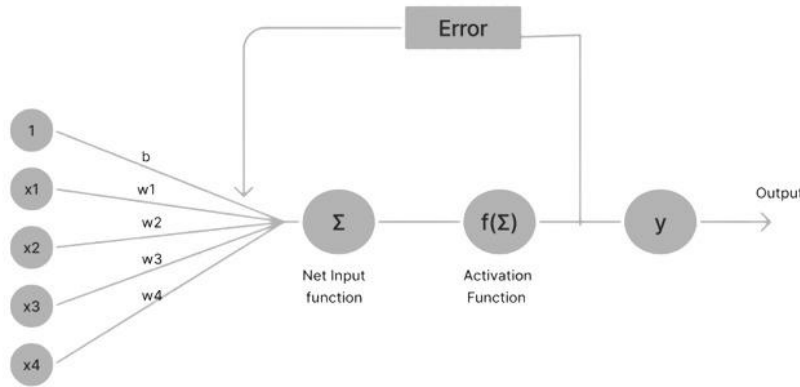 Error
1
b
x1
w1
x2
w2
x3
w3
x4
w4
Σ
Net Input
function
f(Σ)
Activation
Function
y
Output